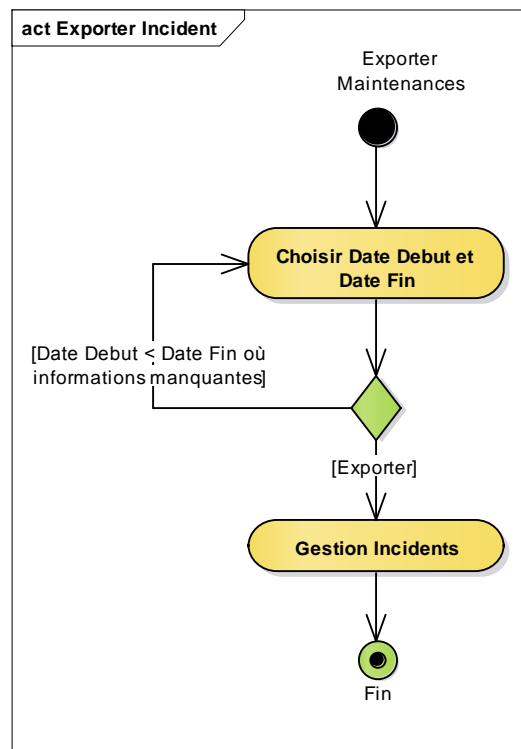 act Exporter Incident
Exporter
Maintenances
Choisir Date Debut et
Date Fin
[Date Debut < Date Fin où
informations manquantes]
[Exporter]
Gestion Incidents
Fin